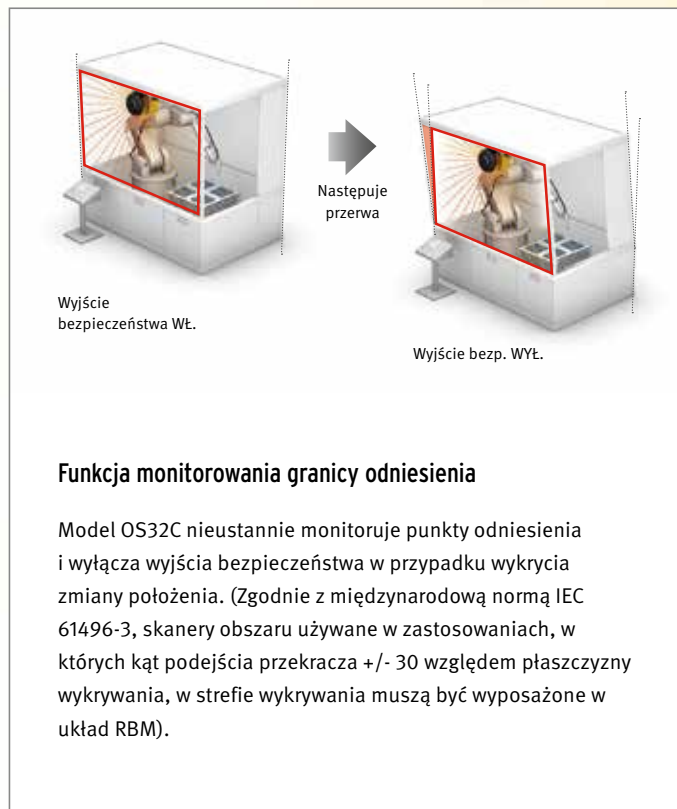 Następuje
przerwa
Wyjście
bezpieczeństwa WŁ.
Wyjście bezp. WYŁ.
Funkcja monitorowania granicy odniesienia
Model OS32C nieustannie monitoruje punkty odniesienia
i wyłącza wyjścia bezpieczeństwa w przypadku wykrycia
zmiany położenia. (Zgodnie z międzynarodową normą IEC
61496-3, skanery obszaru używane w zastosowaniach, w
których kąt podejścia przekracza +/- 30 względem płaszczyzny
wykrywania, w strefie wykrywania muszą być wyposażone w
układ RBM).